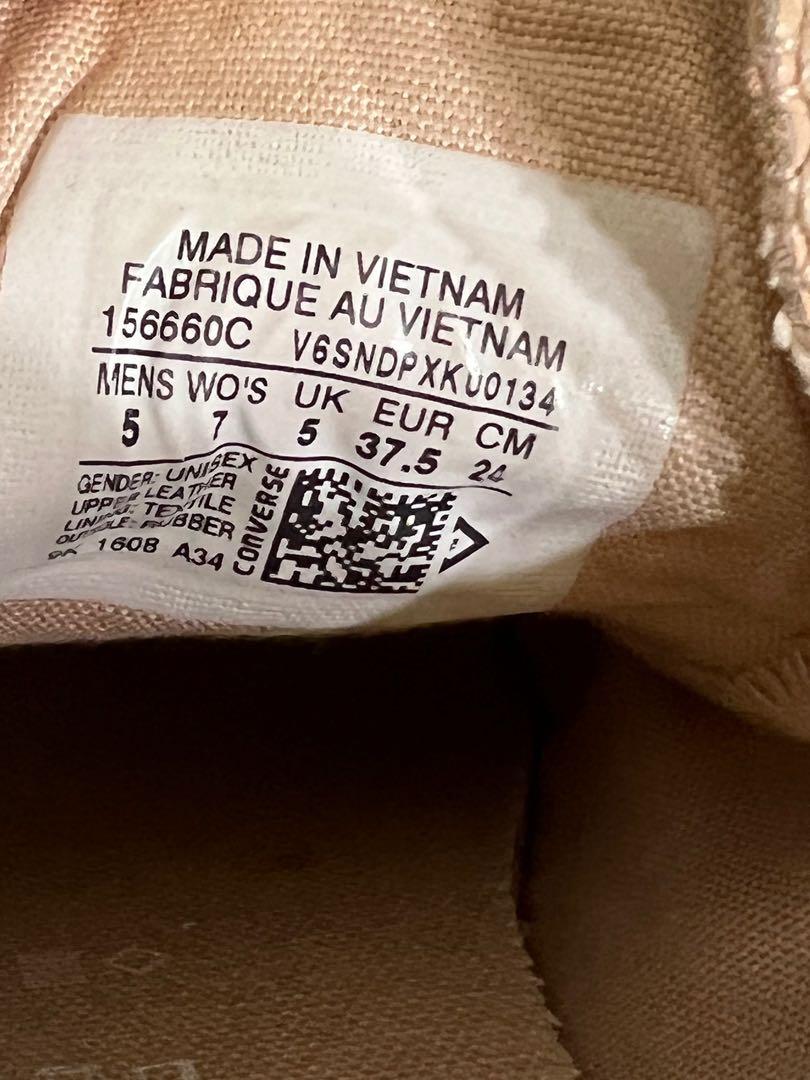 MADE IN VIETNAM
FABRIQUE AU VIETNAM
156660C V6SNDPXKU0134
MENS WO'S UK EUR CM
5 7 5 37.5 24
GENDER: UNISEX
UPPER LEATHER
LINING: TEXTILE
OUTSOLE: RUBBER
1608 A34
CONVERSE